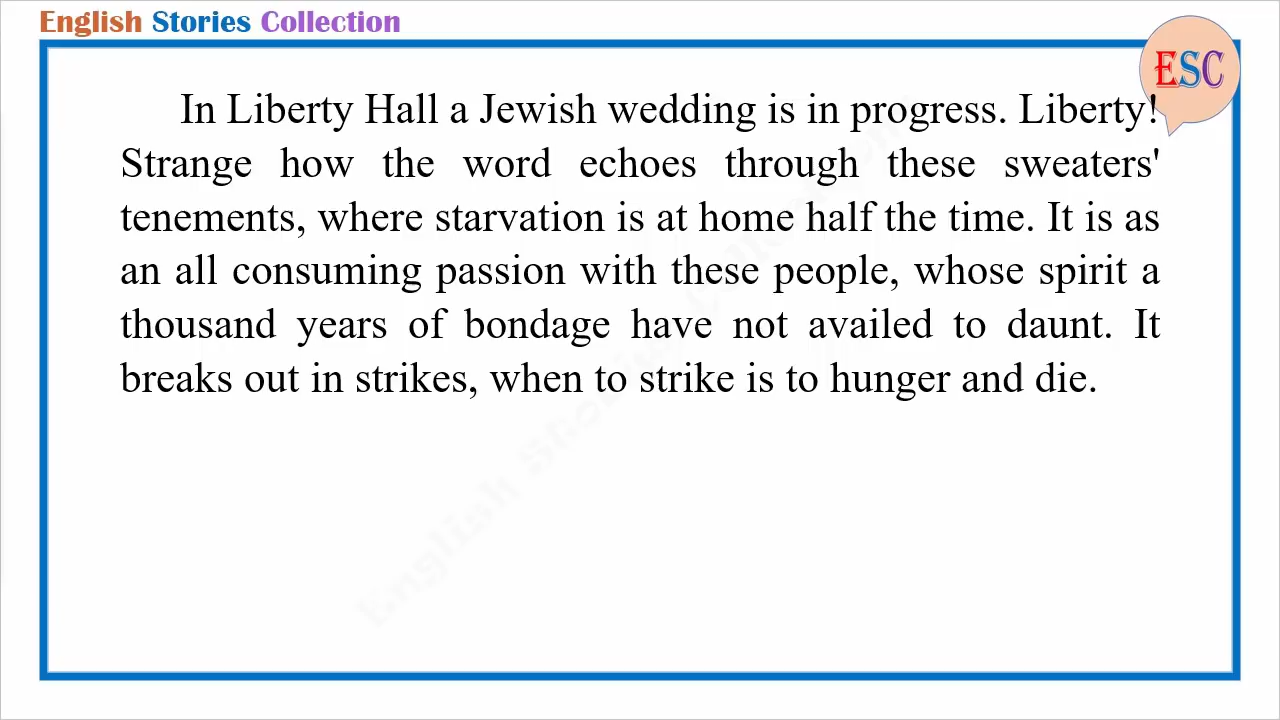 English Stories Collection
ESC
In Liberty Hall a Jewish wedding is in progress. Liberty!
Strange how the word echoes through these sweaters'
tenements, where starvation is at home half the time. It is as
an all consuming passion with these people, whose spirit a
thousand years of bondage have not availed to daunt. It
breaks out in strikes, when to strike is to hunger and die.
English Stories Collection